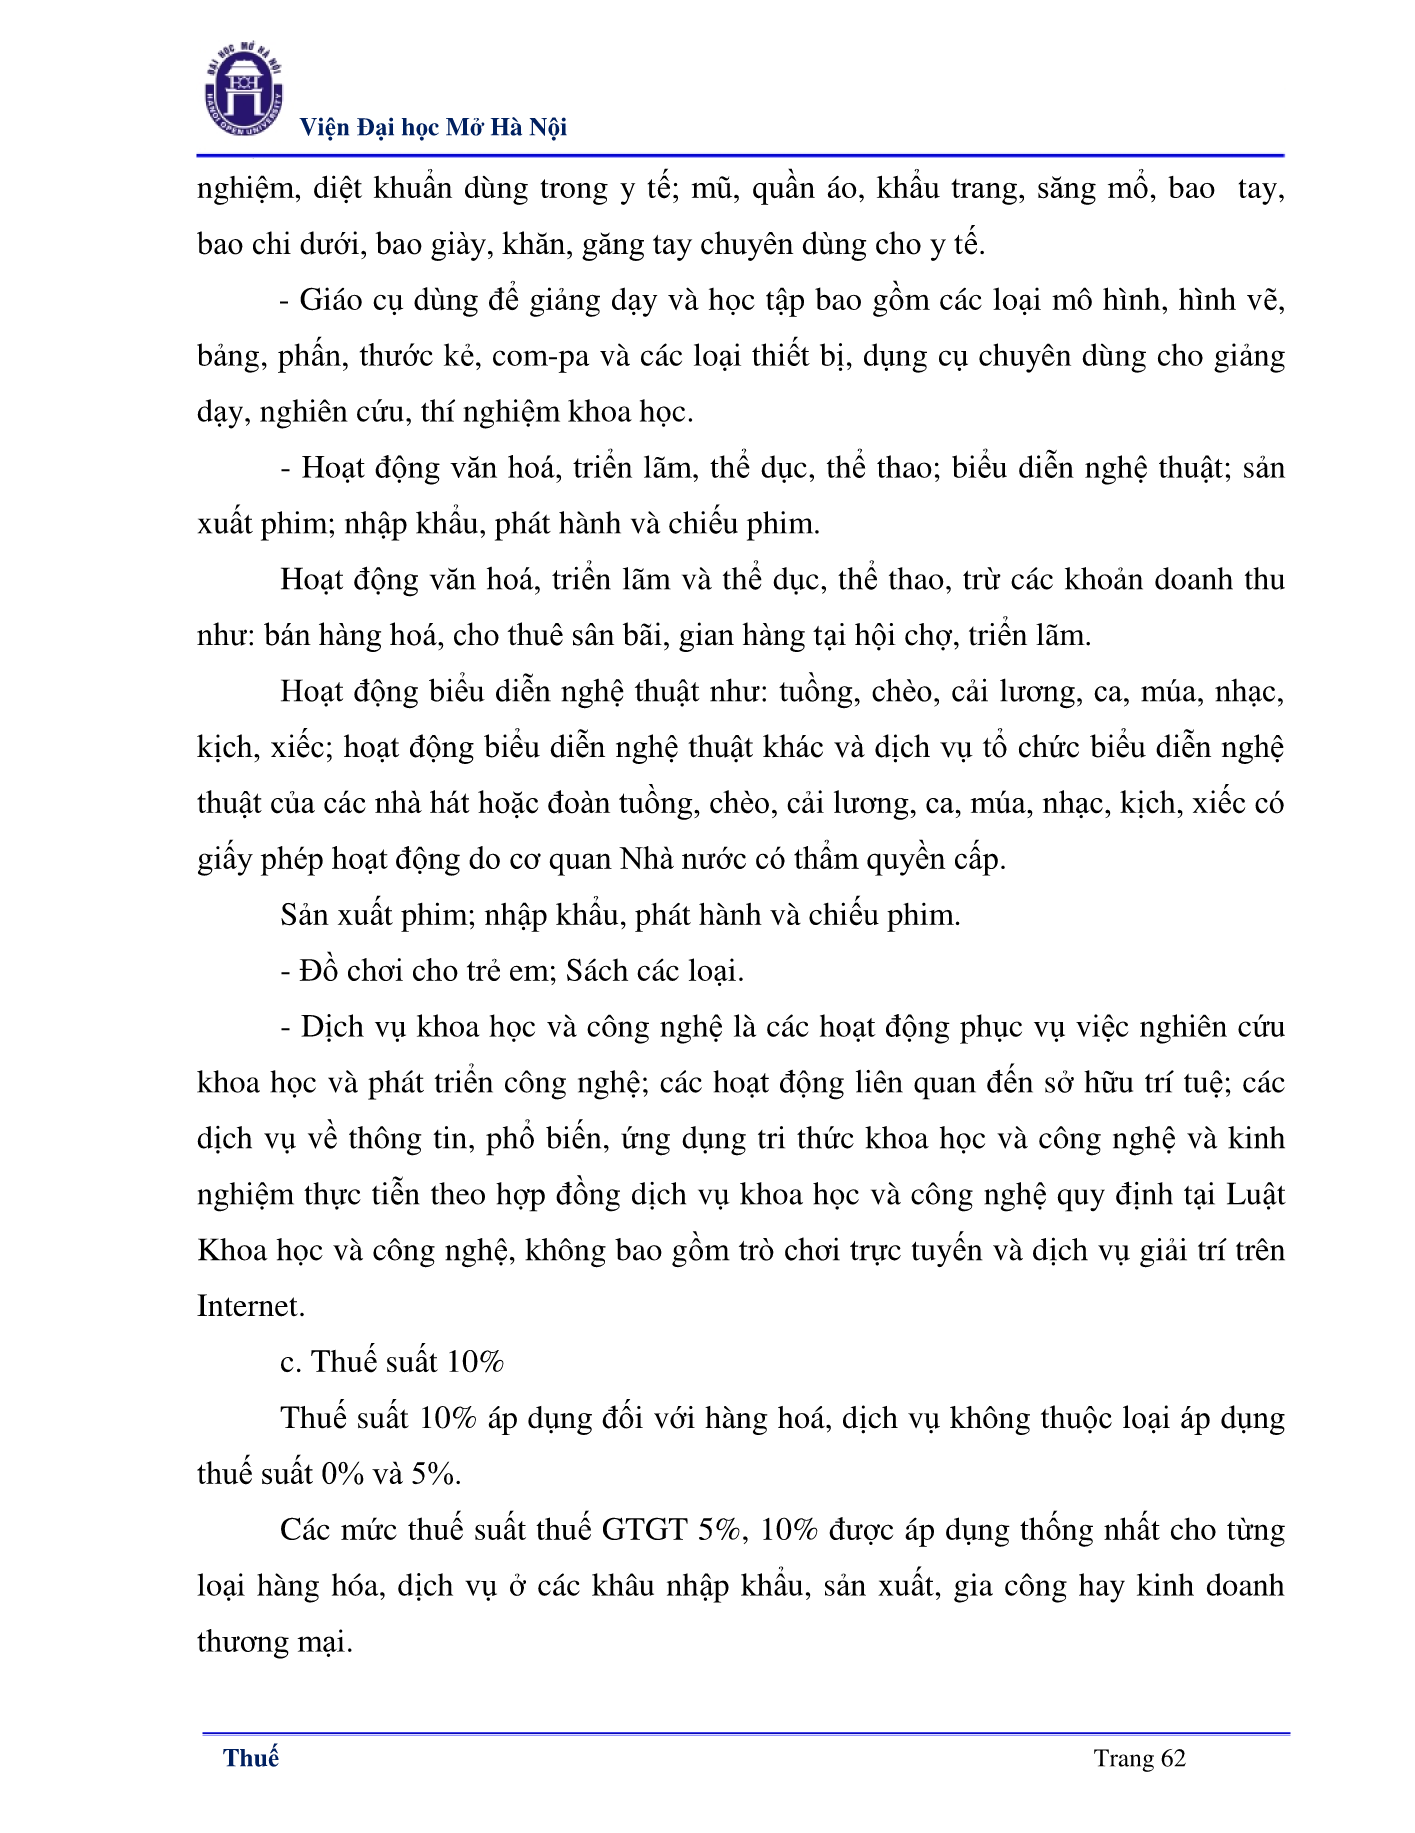 ĐẠI HỌC MỞ HÀ NỘI
HANOI OPEN UNIVERSITY
Viện Đại học Mở Hà Nội
nghiệm, diệt khuẩn dùng trong y tế; mũ, quần áo, khẩu trang, săng mổ, bao tay,
bao chi dưới, bao giày, khăn, găng tay chuyên dùng cho y tế.
- Giáo cụ dùng để giảng dạy và học tập bao gồm các loại mô hình, hình vẽ,
bảng, phấn, thước kẻ, com-pa và các loại thiết bị, dụng cụ chuyên dùng cho giảng
dạy, nghiên cứu, thí nghiệm khoa học.
- Hoạt động văn hoá, triển lãm, thể dục, thể thao; biểu diễn nghệ thuật; sản
xuất phim; nhập khẩu, phát hành và chiếu phim.
Hoạt động văn hoá, triển lãm và thể dục, thể thao, trừ các khoản doanh thu
như: bán hàng hoá, cho thuê sân bãi, gian hàng tại hội chợ, triển lãm.
Hoạt động biểu diễn nghệ thuật như: tuồng, chèo, cải lương, ca, múa, nhạc,
kịch, xiếc; hoạt động biểu diễn nghệ thuật khác và dịch vụ tổ chức biểu diễn nghệ
thuật của các nhà hát hoặc đoàn tuồng, chèo, cải lương, ca, múa, nhạc, kịch, xiếc có
giấy phép hoạt động do cơ quan Nhà nước có thẩm quyền cấp.
Sản xuất phim; nhập khẩu, phát hành và chiếu phim.
- Đồ chơi cho trẻ em; Sách các loại.
- Dịch vụ khoa học và công nghệ là các hoạt động phục vụ việc nghiên cứu
khoa học và phát triển công nghệ; các hoạt động liên quan đến sở hữu trí tuệ; các
dịch vụ về thông tin, phổ biến, ứng dụng tri thức khoa học và công nghệ và kinh
nghiệm thực tiễn theo hợp đồng dịch vụ khoa học và công nghệ quy định tại Luật
Khoa học và công nghệ, không bao gồm trò chơi trực tuyến và dịch vụ giải trí trên
Internet.
c. Thuế suất 10%
Thuế suất 10% áp dụng đối với hàng hoá, dịch vụ không thuộc loại áp dụng
thuế suất 0% và 5%.
Các mức thuế suất thuế GTGT 5%, 10% được áp dụng thống nhất cho từng
loại hàng hóa, dịch vụ ở các khâu nhập khẩu, sản xuất, gia công hay kinh doanh
thương mại.
Thuế
Trang 62